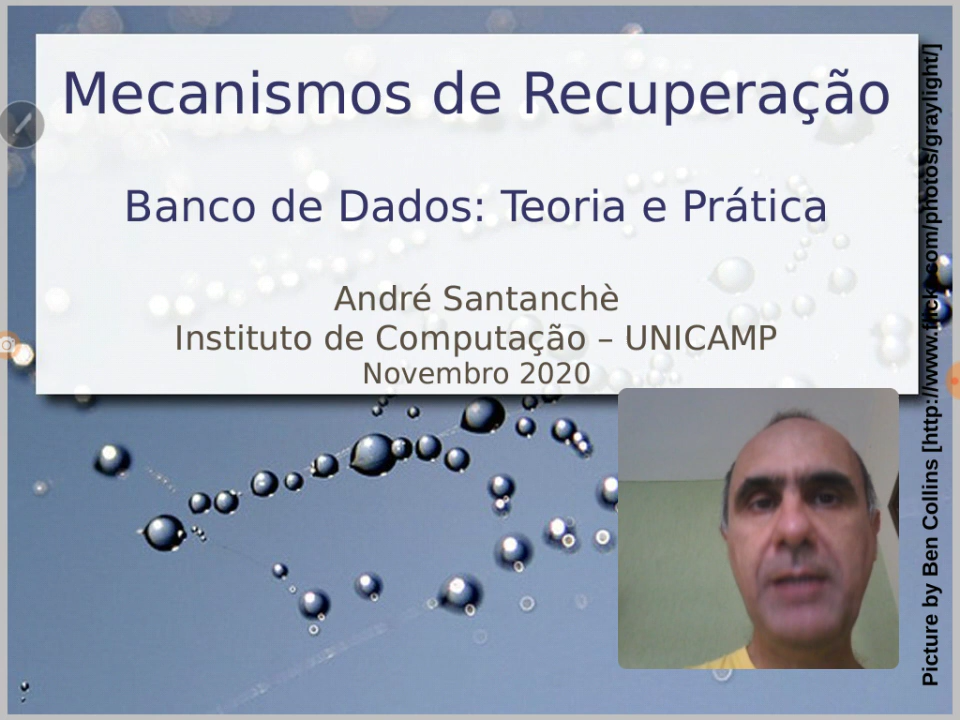 Mecanismos de Recuperação
Banco de Dados: Teoria e Prática
André Santanchè
Instituto de Computação – UNICAMP
Novembro 2020
Picture by Ben Collins [http://www.flickr.com/photos/graylight/]